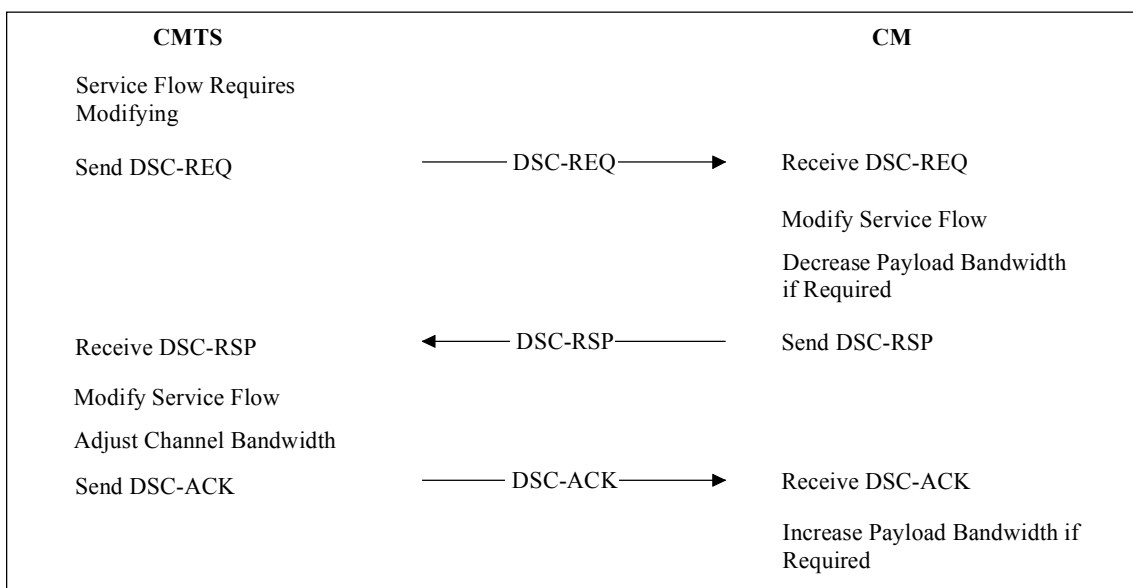 CMTS CM
Service Flow Requires
Modifying
Send DSC-REQ DSC-REQ Receive DSC-REQ
Modify Service Flow
Decrease Payload Bandwidth
if Required
Receive DSC-RSP DSC-RSP Send DSC-RSP
Modify Service Flow
Adjust Channel Bandwidth
Send DSC-ACK DSC-ACK Receive DSC-ACK
Increase Payload Bandwidth if
Required